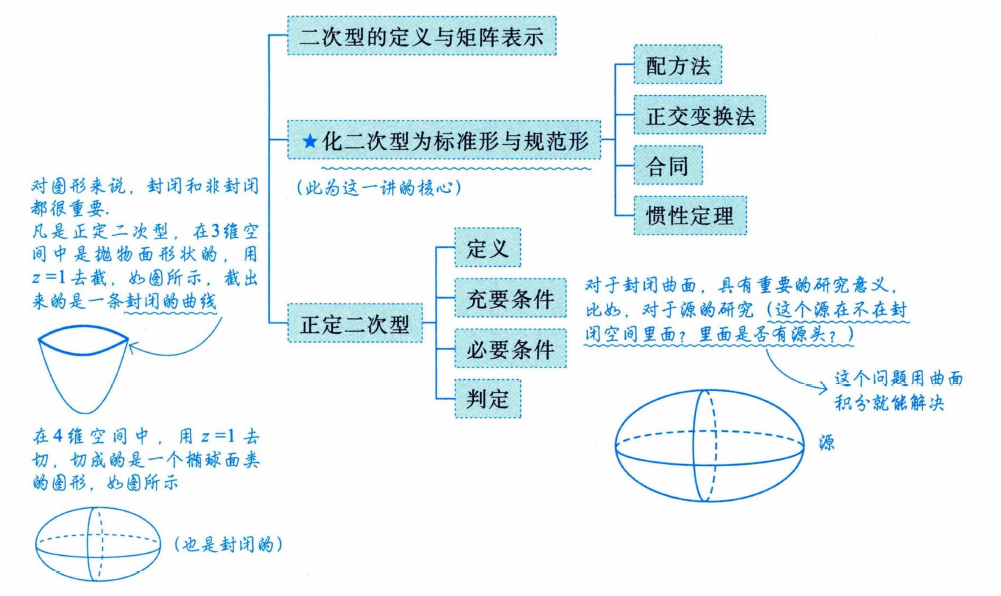 二次型的定义与矩阵表示
★化二次型为标准形与规范形
(此为这一讲的核心)
配方法
正交变换法
合同
惯性定理
正定二次型
定义
充要条件
必要条件
判定
对图形来说，封闭和非封闭
都很重要.
凡是正定二次型，在3维空
间中是抛物面形状的，用
z=1去截，如图所示，截出
来的是一条封闭的曲线
在4维空间中，用z=1去
切，切成的是一个椭球面类
的图形，如图所示
(也是封闭的)
对于封闭曲面，具有重要的研究意义，
比如，对于源的研究(这个源在不在封
闭空间里面？里面是否有源头？)
这个问题用曲面
积分就能解决
源